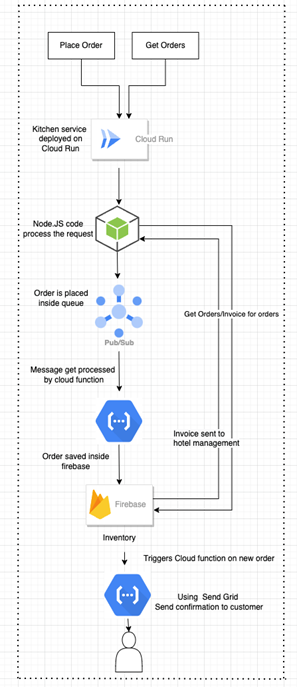 Place Order
Get Orders
Kitchen service
deployed on
Cloud Run
Cloud Run
Node.JS code
process the request
Order is placed
inside queue
Pub/Sub
Get Orders/Invoice for orders
Message get processed
by cloud function
Invoice sent to
hotel management
Order saved inside
firebase
Firebase
Inventory
Triggers Cloud function on new order
Using Send Grid
Send confirmation to customer